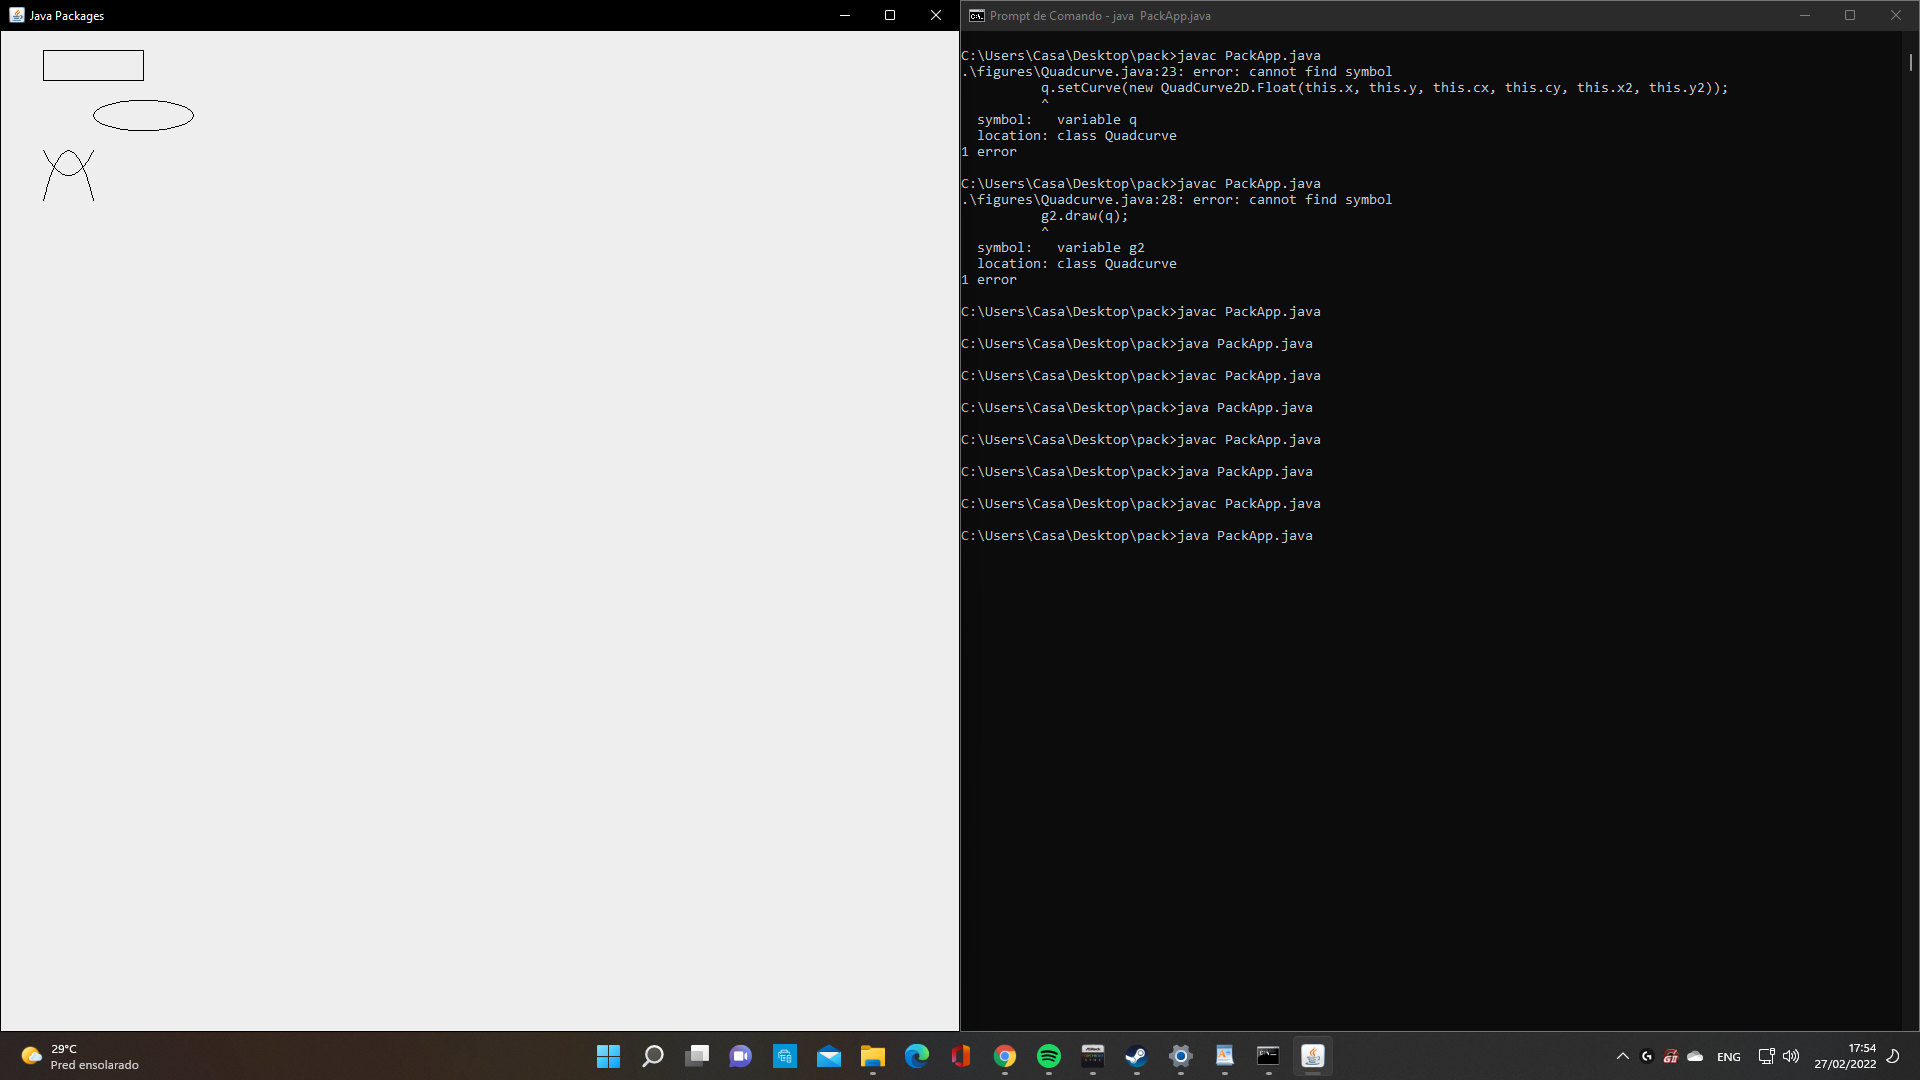 Java Packages
Prompt de Comando - java  PackApp.java
C:\Users\Casa\Desktop\pack>javac PackApp.java
.\figures\Quadcurve.java:23: error: cannot find symbol
q.setCurve(new QuadCurve2D.Float(this.x, this.y, this.cx, this.cy, this.x2, this.y2));
^
symbol:   variable q
location: class Quadcurve
1 error
C:\Users\Casa\Desktop\pack>javac PackApp.java
.\figures\Quadcurve.java:28: error: cannot find symbol
g2.draw(q);
^
symbol:   variable g2
location: class Quadcurve
1 error
C:\Users\Casa\Desktop\pack>javac PackApp.java
C:\Users\Casa\Desktop\pack>java PackApp.java
C:\Users\Casa\Desktop\pack>javac PackApp.java
C:\Users\Casa\Desktop\pack>java PackApp.java
C:\Users\Casa\Desktop\pack>javac PackApp.java
C:\Users\Casa\Desktop\pack>java PackApp.java
C:\Users\Casa\Desktop\pack>javac PackApp.java
C:\Users\Casa\Desktop\pack>java PackApp.java
29°C
Pred ensolarado
ENG
17:54
27/02/2022